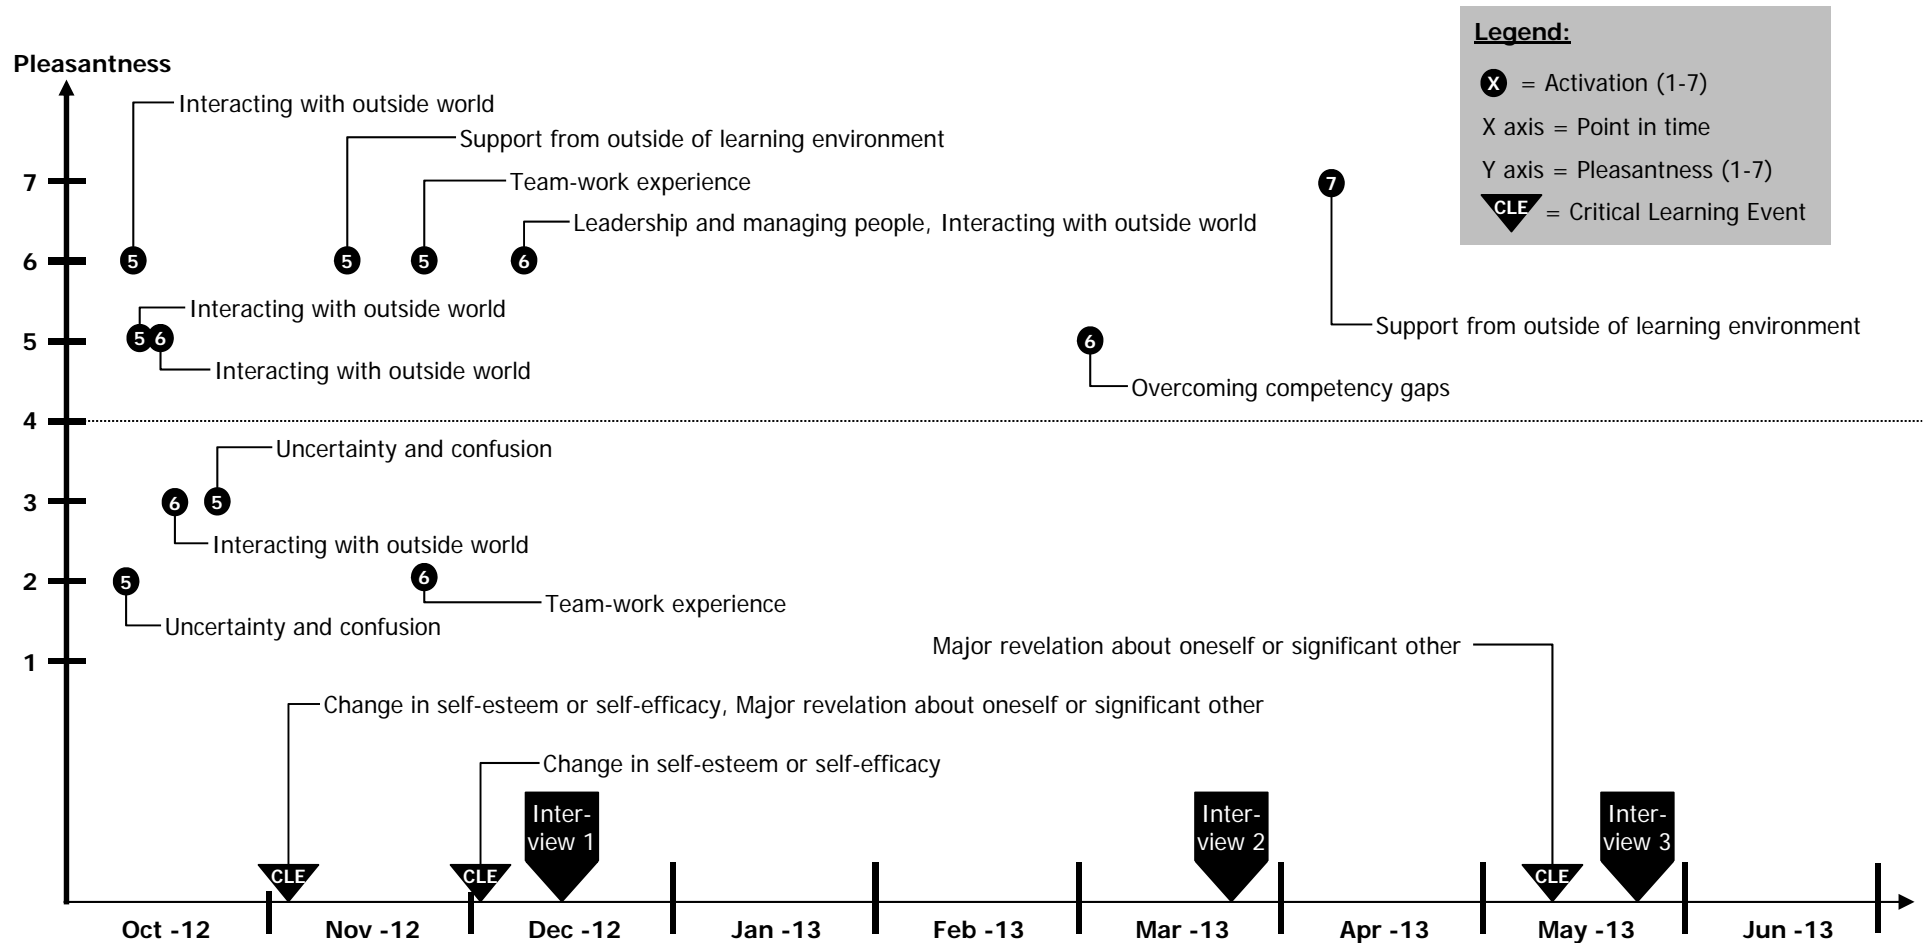 Legend:
X = Activation (1-7)
X axis = Point in time
Y axis = Pleasantness (1-7)
CLE = Critical Learning Event
Pleasantness
Interacting with outside world
Support from outside of learning environment
7
Team-work experience
7
Leadership and managing people, Interacting with outside world
6
5
5
5
6
Interacting with outside world
Support from outside of learning environment
5
5
6
6
Interacting with outside world
Overcoming competency gaps
4
Uncertainty and confusion
3
6
5
Interacting with outside world
2
5
6
Team-work experience
Uncertainty and confusion
Major revelation about oneself or significant other
1
Change in self-esteem or self-efficacy, Major revelation about oneself or significant other
Change in self-esteem or self-efficacy
Inter-
view 1
Inter-
view 2
Inter-
view 3
CLE
CLE
CLE
Oct -12
Nov -12
Dec -12
Jan -13
Feb -13
Mar -13
Apr -13
May -13
Jun -13